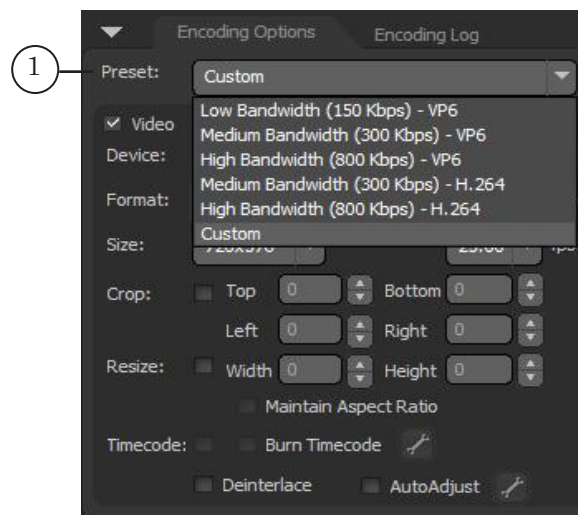 Encoding Options Encoding Log
1
Preset: Custom
Low Bandwidth (150 Kbps) - VP6
Medium Bandwidth (300 Kbps) - VP6
High Bandwidth (800 Kbps) - VP6
Medium Bandwidth (300 Kbps) - H.264
High Bandwidth (800 Kbps) - H.264
Custom
Video
Device:
Format:
Size:
Crop: Top 0 Bottom 0
Left 0 Right 0
Resize: Width 0 Height 0
Maintain Aspect Ratio
Timecode: Burn Timecode
Deinterlace AutoAdjust